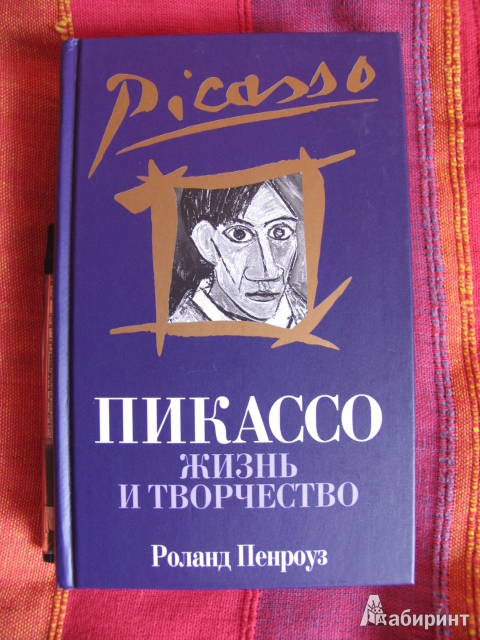 Picasso
ПИКАССО
ЖИЗНЬ
И ТВОРЧЕСТВО
Роланд Пенроуз
Лабиринт